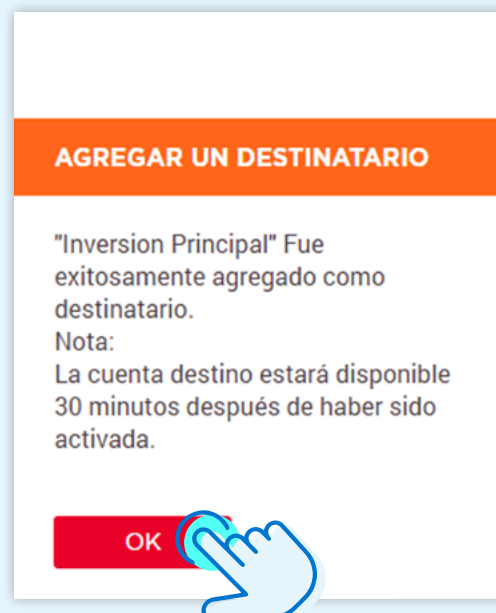 AGREGAR UN DESTINATARIO
"Inversion Principal" Fue
exitosamente agregado como
destinatario.
Nota:
La cuenta destino estará disponible
30 minutos después de haber sido
activada.
OK